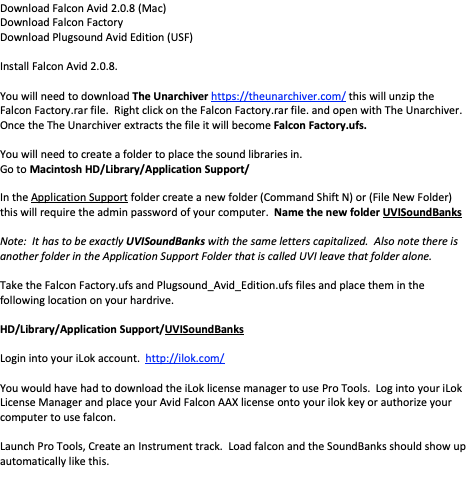 Download Falcon Avid 2.0.8 (Mac)
Download Falcon Factory
Download Plugsound Avid Edition (USF)
Install Falcon Avid 2.0.8.
You will need to download The Unarchiver https://theunarchiver.com/ this will unzip the
Falcon Factory.rar file.  Right click on the Falcon Factory.rar file. and open with The Unarchiver.
Once the The Unarchiver extracts the file it will become Falcon Factory.ufs.
You will need to create a folder to place the sound libraries in.
Go to Macintosh HD/Library/Application Support/
In the Application Support folder create a new folder (Command Shift N) or (File New Folder)
this will require the admin password of your computer.  Name the new folder UVISoundBanks
Note:  It has to be exactly UVISoundBanks with the same letters capitalized.  Also note there is
another folder in the Application Support Folder that is called UVI leave that folder alone.
Take the Falcon Factory.ufs and Plugsound_Avid_Edition.ufs files and place them in the
following location on your hardrive.
HD/Library/Application Support/UVISoundBanks
Login into your iLok account.  http://ilok.com/
You would have had to download the iLok license manager to use Pro Tools.  Log into your iLok
License Manager and place your Avid Falcon AAX license onto your ilok key or authorize your
computer to use falcon.
Launch Pro Tools, Create an Instrument track.  Load falcon and the SoundBanks should show up
automatically like this.